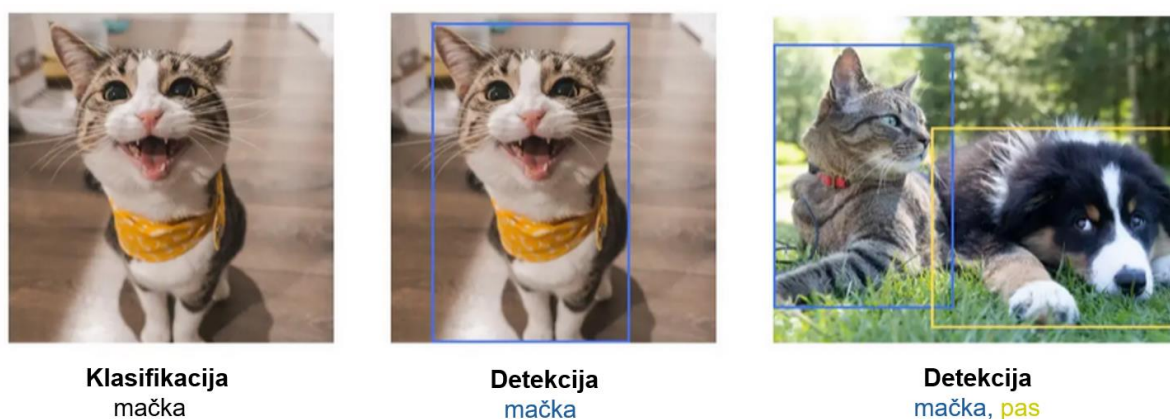 Klasifikacija
mačka
Detekcija
mačka
Detekcija
mačka, pas